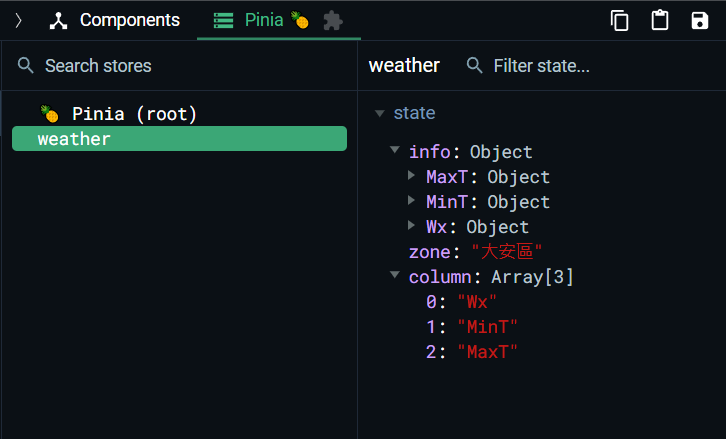 Components
Pinia 🍍
Search stores
🍍 Pinia (root)
weather
weather
Filter state...
state
info: Object
MaxT: Object
MinT: Object
Wx: Object
zone: "大安區"
column: Array[3]
0: "Wx"
1: "MinT"
2: "MaxT"